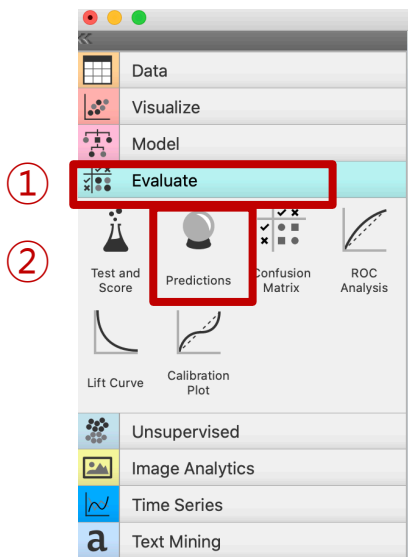 Data
Visualize
Model
① Evaluate
② Test and
Score
Predictions
Confusion
Matrix
ROC
Analysis
Lift Curve
Calibration
Plot
Unsupervised
Image Analytics
Time Series
a Text Mining